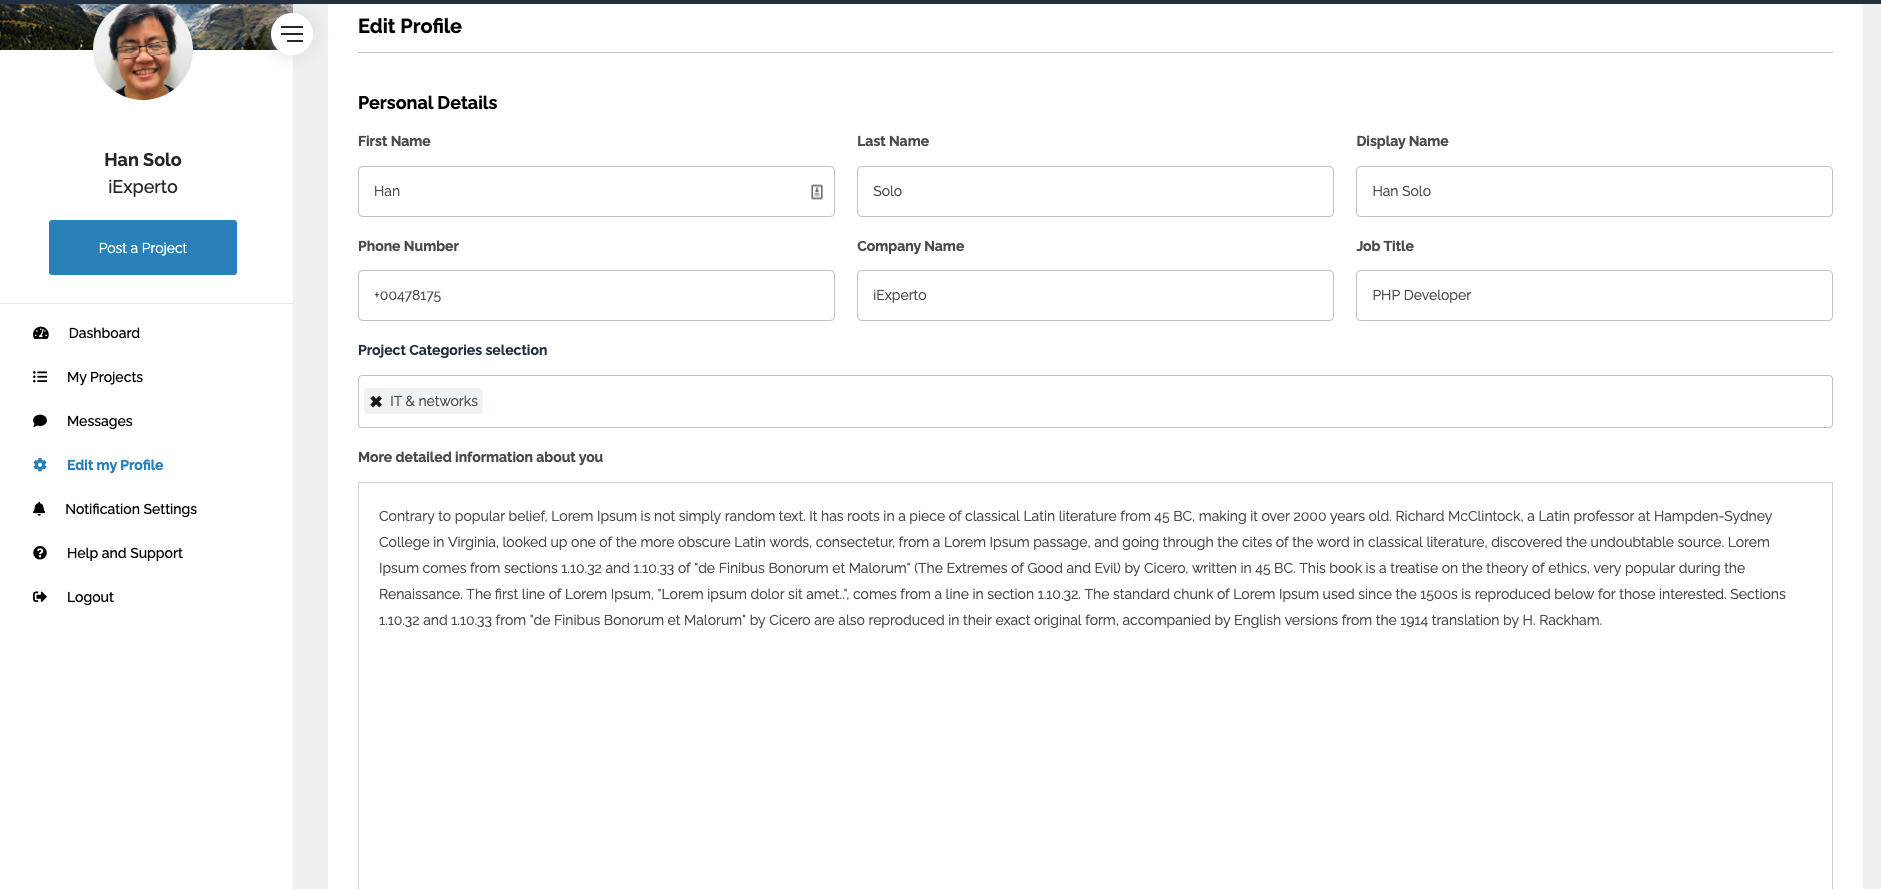 Han Solo
iExperto
Post a Project
Dashboard
My Projects
Messages
Edit my Profile
Notification Settings
Help and Support
Logout
Edit Profile
Personal Details
First Name
Last Name
Display Name
Han
Solo
Han Solo
Phone Number
Company Name
Job Title
+00478175
iExperto
PHP Developer
Project Categories selection
✖ IT & networks
More detailed information about you
Contrary to popular belief, Lorem Ipsum is not simply random text. It has roots in a piece of classical Latin literature from 45 BC, making it over 2000 years old. Richard McClintock, a Latin professor at Hampden-Sydney
College in Virginia, looked up one of the more obscure Latin words, consectetur, from a Lorem Ipsum passage, and going through the cites of the word in classical literature, discovered the undoubtable source. Lorem
Ipsum comes from sections 1.10.32 and 1.10.33 of "de Finibus Bonorum et Malorum" (The Extremes of Good and Evil) by Cicero, written in 45 BC. This book is a treatise on the theory of ethics, very popular during the
Renaissance. The first line of Lorem Ipsum, "Lorem ipsum dolor sit amet..", comes from a line in section 1.10.32. The standard chunk of Lorem Ipsum used since the 1500s is reproduced below for those interested. Sections
1.10.32 and 1.10.33 from "de Finibus Bonorum et Malorum" by Cicero are also reproduced in their exact original form, accompanied by English versions from the 1914 translation by H. Rackham.